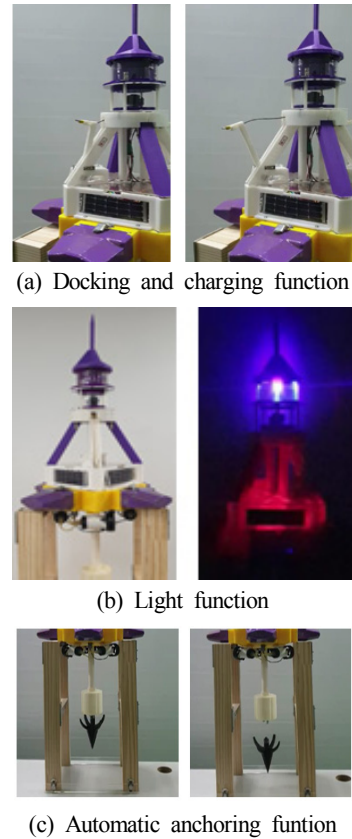 (a) Docking and charging function
(b) Light function
(c) Automatic anchoring funtion